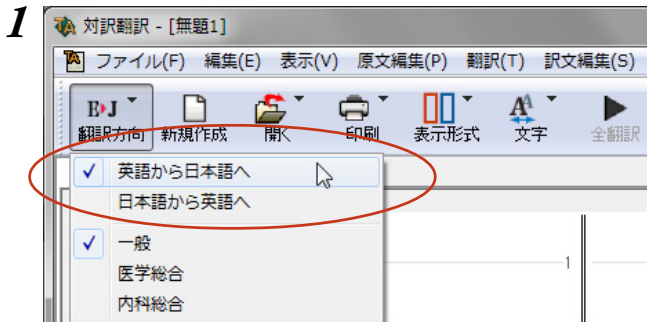 1
対訳翻訳 - [無題1]
ファイル(F) 編集(E) 表示(V) 原文編集(P) 翻訳(T) 訳文編集(S)
E›J
翻訳方向 新規作成 開く 印刷 表示形式 文字 全翻訳
✓ 英語から日本語へ
日本語から英語へ
✓ 一般
1
医学総合
内科総合